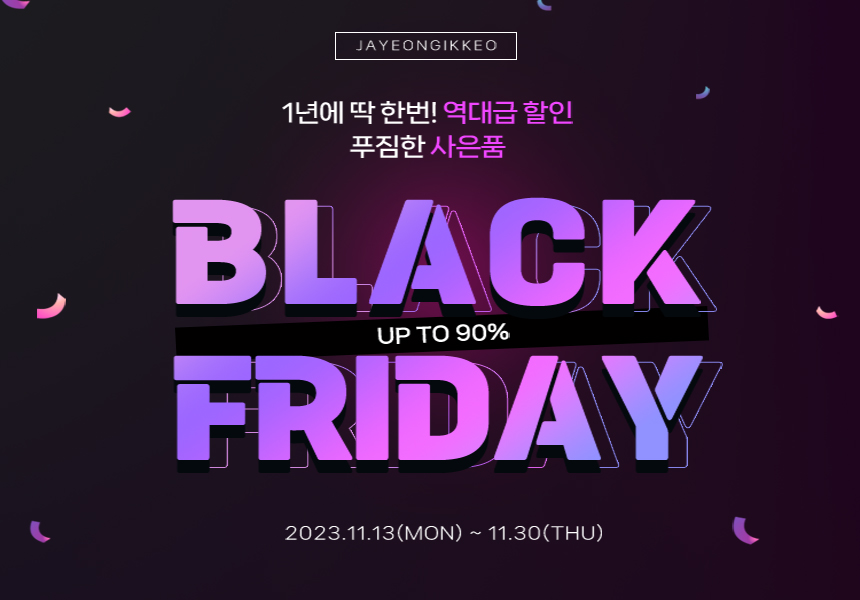 JAYEONGIKKEO
1년에 딱 한번! 역대급 할인
푸짐한 사은품
BLACK
UP TO 90%
FRIDAY
2023.11.13(MON) ~ 11.30(THU)